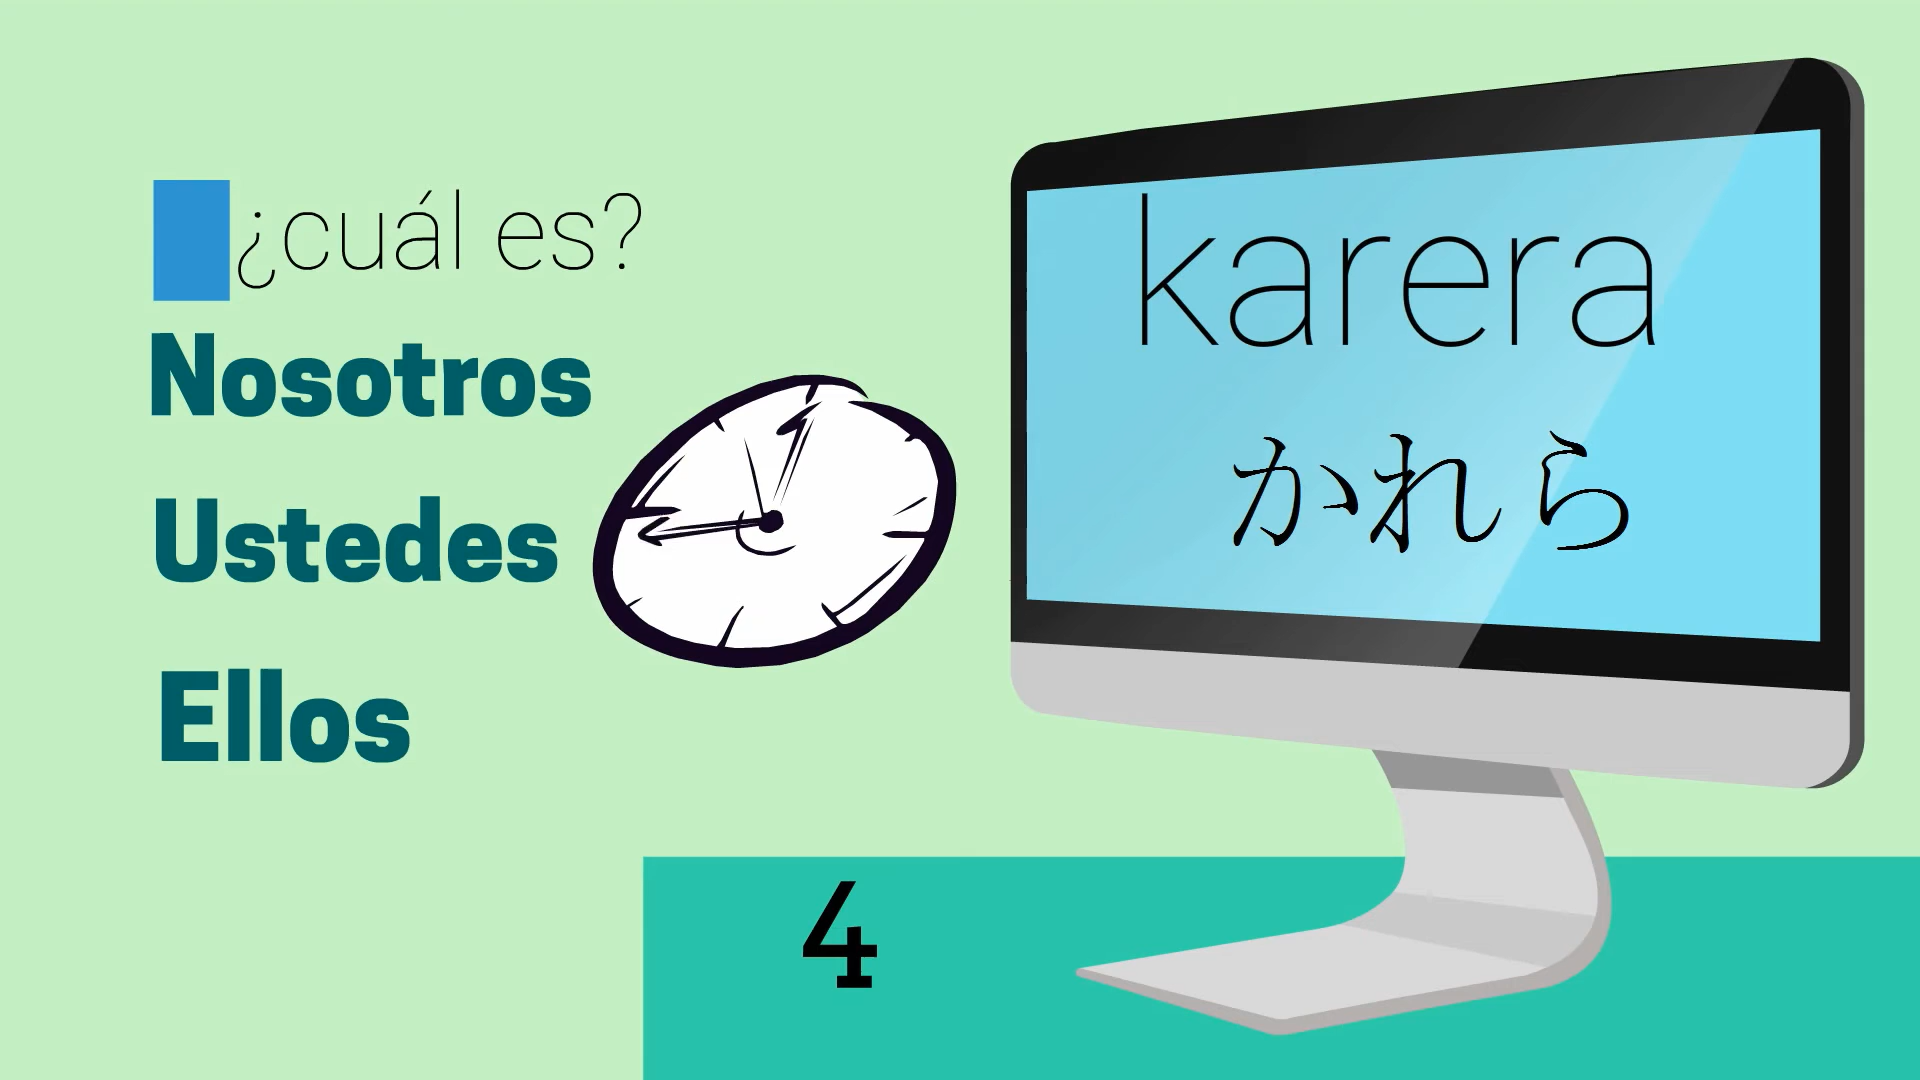 ¿cuál es?
Nosotros
Ustedes
Ellos
karera
かれら
4